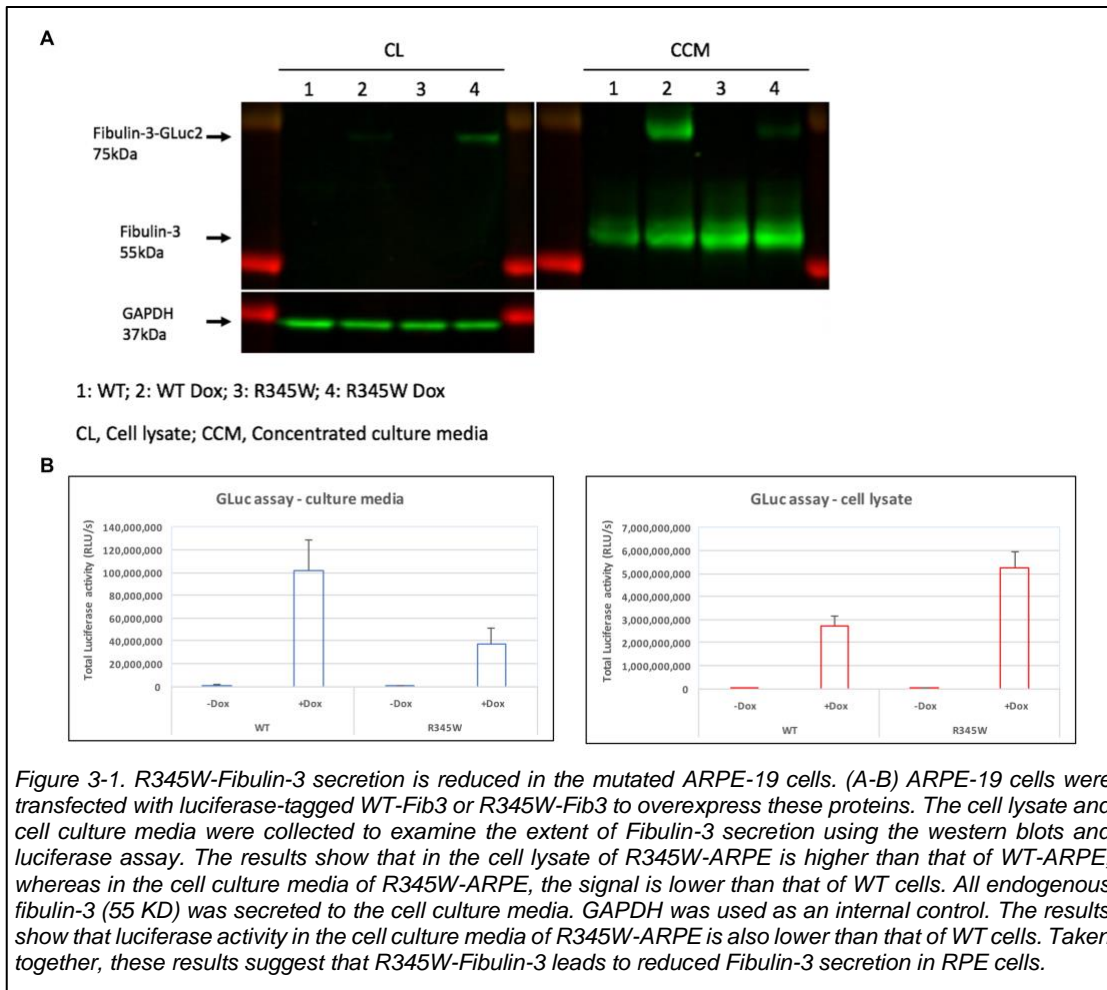 A
CL
CCM
1 2 3 4
1 2 3 4
Fibulin-3-GLuc2
75kDa
Fibulin-3
55kDa
GAPDH
37kDa
1: WT; 2: WT Dox; 3: R345W; 4: R345W Dox
CL, Cell lysate; CCM, Concentrated culture media
B
GLuc assay - culture media
Total Luciferase activity (RLU/s)
140,000,000
120,000,000
100,000,000
80,000,000
60,000,000
40,000,000
20,000,000
0
-Dox +Dox -Dox +Dox
WT R345W
GLuc assay - cell lysate
Total Luciferase activity (RLU/s)
7,000,000,000
6,000,000,000
5,000,000,000
4,000,000,000
3,000,000,000
2,000,000,000
1,000,000,000
0
-Dox +Dox -Dox +Dox
WT R345W
Figure 3-1. R345W-Fibulin-3 secretion is reduced in the mutated ARPE-19 cells. (A-B) ARPE-19 cells were
transfected with luciferase-tagged WT-Fib3 or R345W-Fib3 to overexpress these proteins. The cell lysate and
cell culture media were collected to examine the extent of Fibulin-3 secretion using the western blots and
luciferase assay. The results show that in the cell lysate of R345W-ARPE is higher than that of WT-ARPE,
whereas in the cell culture media of R345W-ARPE, the signal is lower than that of WT cells. All endogenous
fibulin-3 (55 KD) was secreted to the cell culture media. GAPDH was used as an internal control. The results
show that luciferase activity in the cell culture media of R345W-ARPE is also lower than that of WT cells. Taken
together, these results suggest that R345W-Fibulin-3 leads to reduced Fibulin-3 secretion in RPE cells.